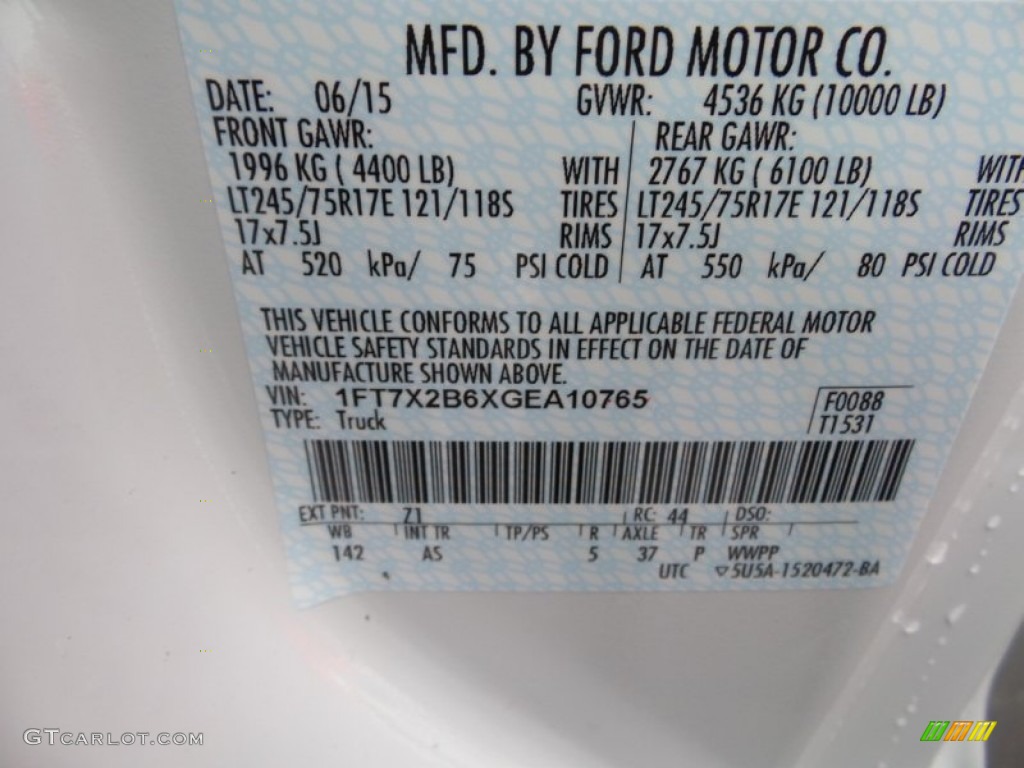 MFD. BY FORD MOTOR CO.
DATE: 06/15 GVWR: 4536 KG (10000 LB)
FRONT GAWR: REAR GAWR:
1996 KG ( 4400 LB) WITH 2767 KG ( 6100 LB) WITH
LT245/75R17E 121/118S TIRES LT245/75R17E 121/118S TIRES
17x7.5J RIMS 17x7.5J RIMS
AT 520 kPa/ 75 PSI COLD AT 550 kPa/ 80 PSI COLD
THIS VEHICLE CONFORMS TO ALL APPLICABLE FEDERAL MOTOR
VEHICLE SAFETY STANDARDS IN EFFECT ON THE DATE OF
MANUFACTURE SHOWN ABOVE.
VIN: 1FT7X2B6XGEA10765 F0088
TYPE: Truck T1531
EXT PNT: Z1 RC: 44 DSO:
WB INT TR TP/PS R AXLE TR SPR
142 AS 5 37 P WWPP
UTC ▽5U5A-1520472-BA
GTCARLOT.COM